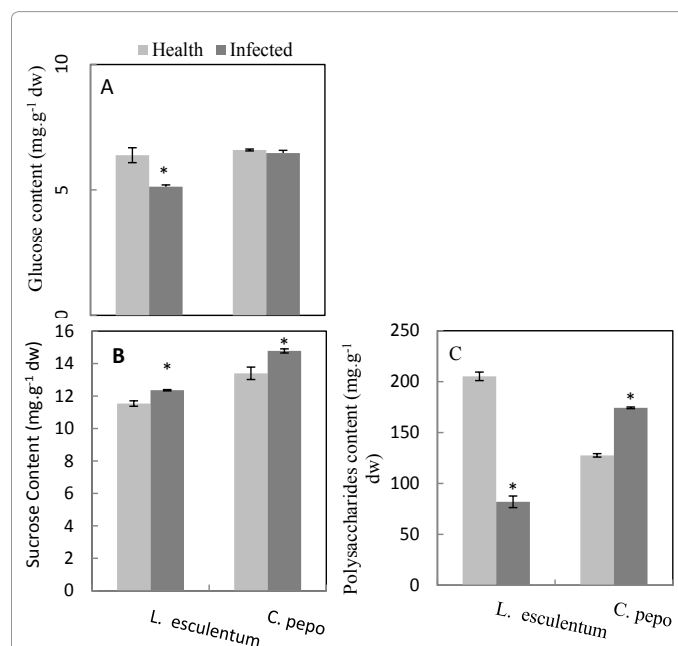 Health Infected
A
Glucose content (mg.g⁻¹ dw)
10
5
0
*
B
Sucrose Content (mg.g⁻¹ dw)
16
14
12
10
8
6
4
2
0
*
*
L. esculentum
C. pepo
C
Polysaccharides content (mg.g⁻¹
dw)
250
200
150
100
50
0
*
*
L. esculentum
C. pepo